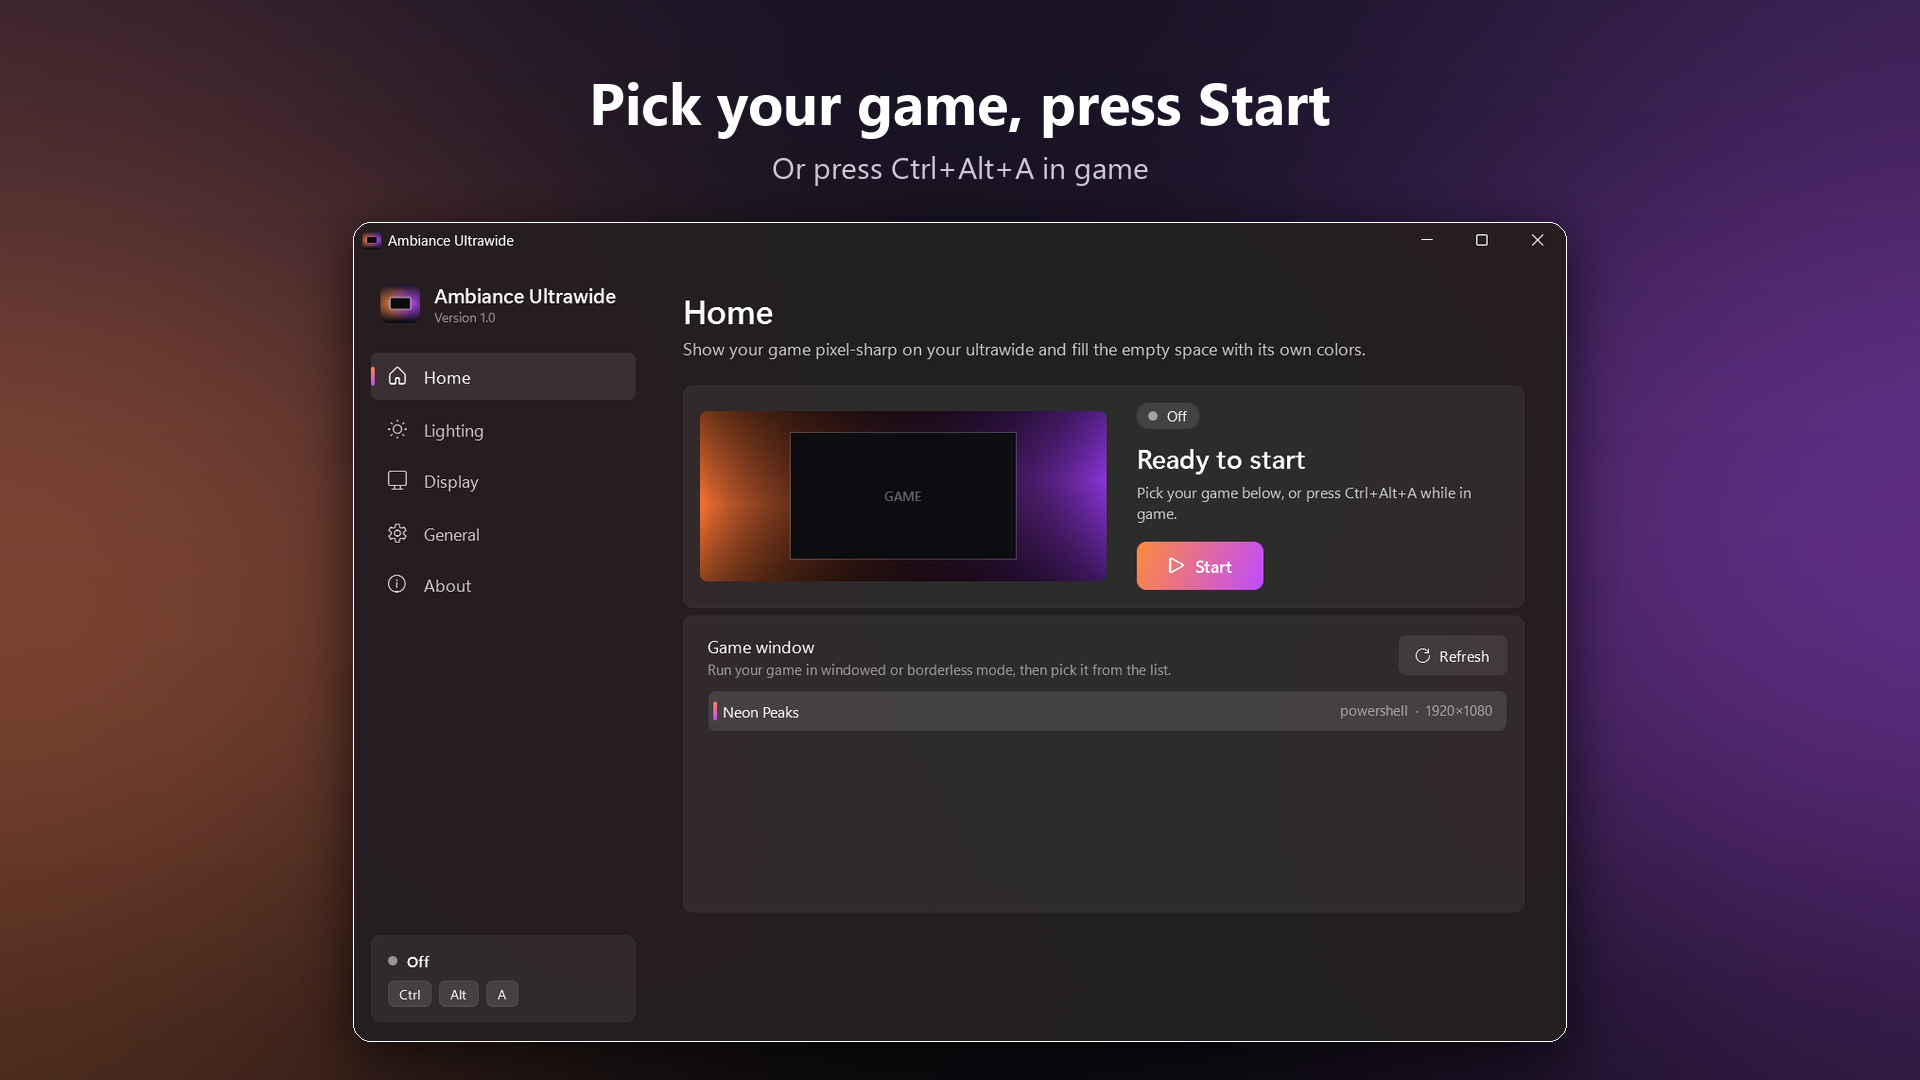 Pick your game, press Start
Or press Ctrl+Alt+A in game
Ambiance Ultrawide
Ambiance Ultrawide
Version 1.0
Home
Lighting
Display
General
About
Off
Ctrl Alt A
Home
Show your game pixel-sharp on your ultrawide and fill the empty space with its own colors.
GAME
Off
Ready to start
Pick your game below, or press Ctrl+Alt+A while in
game.
Start
Game window
Run your game in windowed or borderless mode, then pick it from the list.
Refresh
Neon Peaks
powershell · 1920×1080